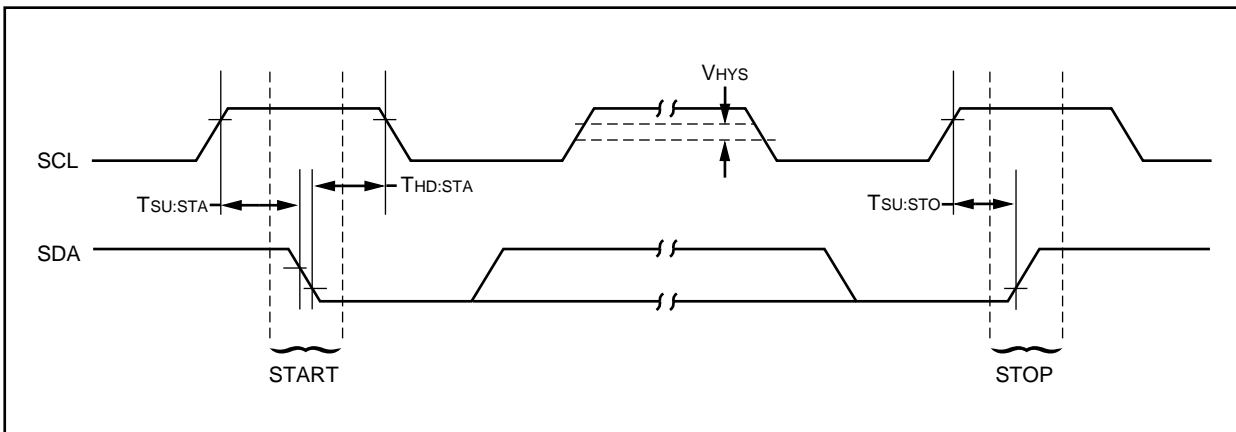 VHYS
SCL
THD:STA
TSU:STA
TSU:STO
SDA
START
STOP